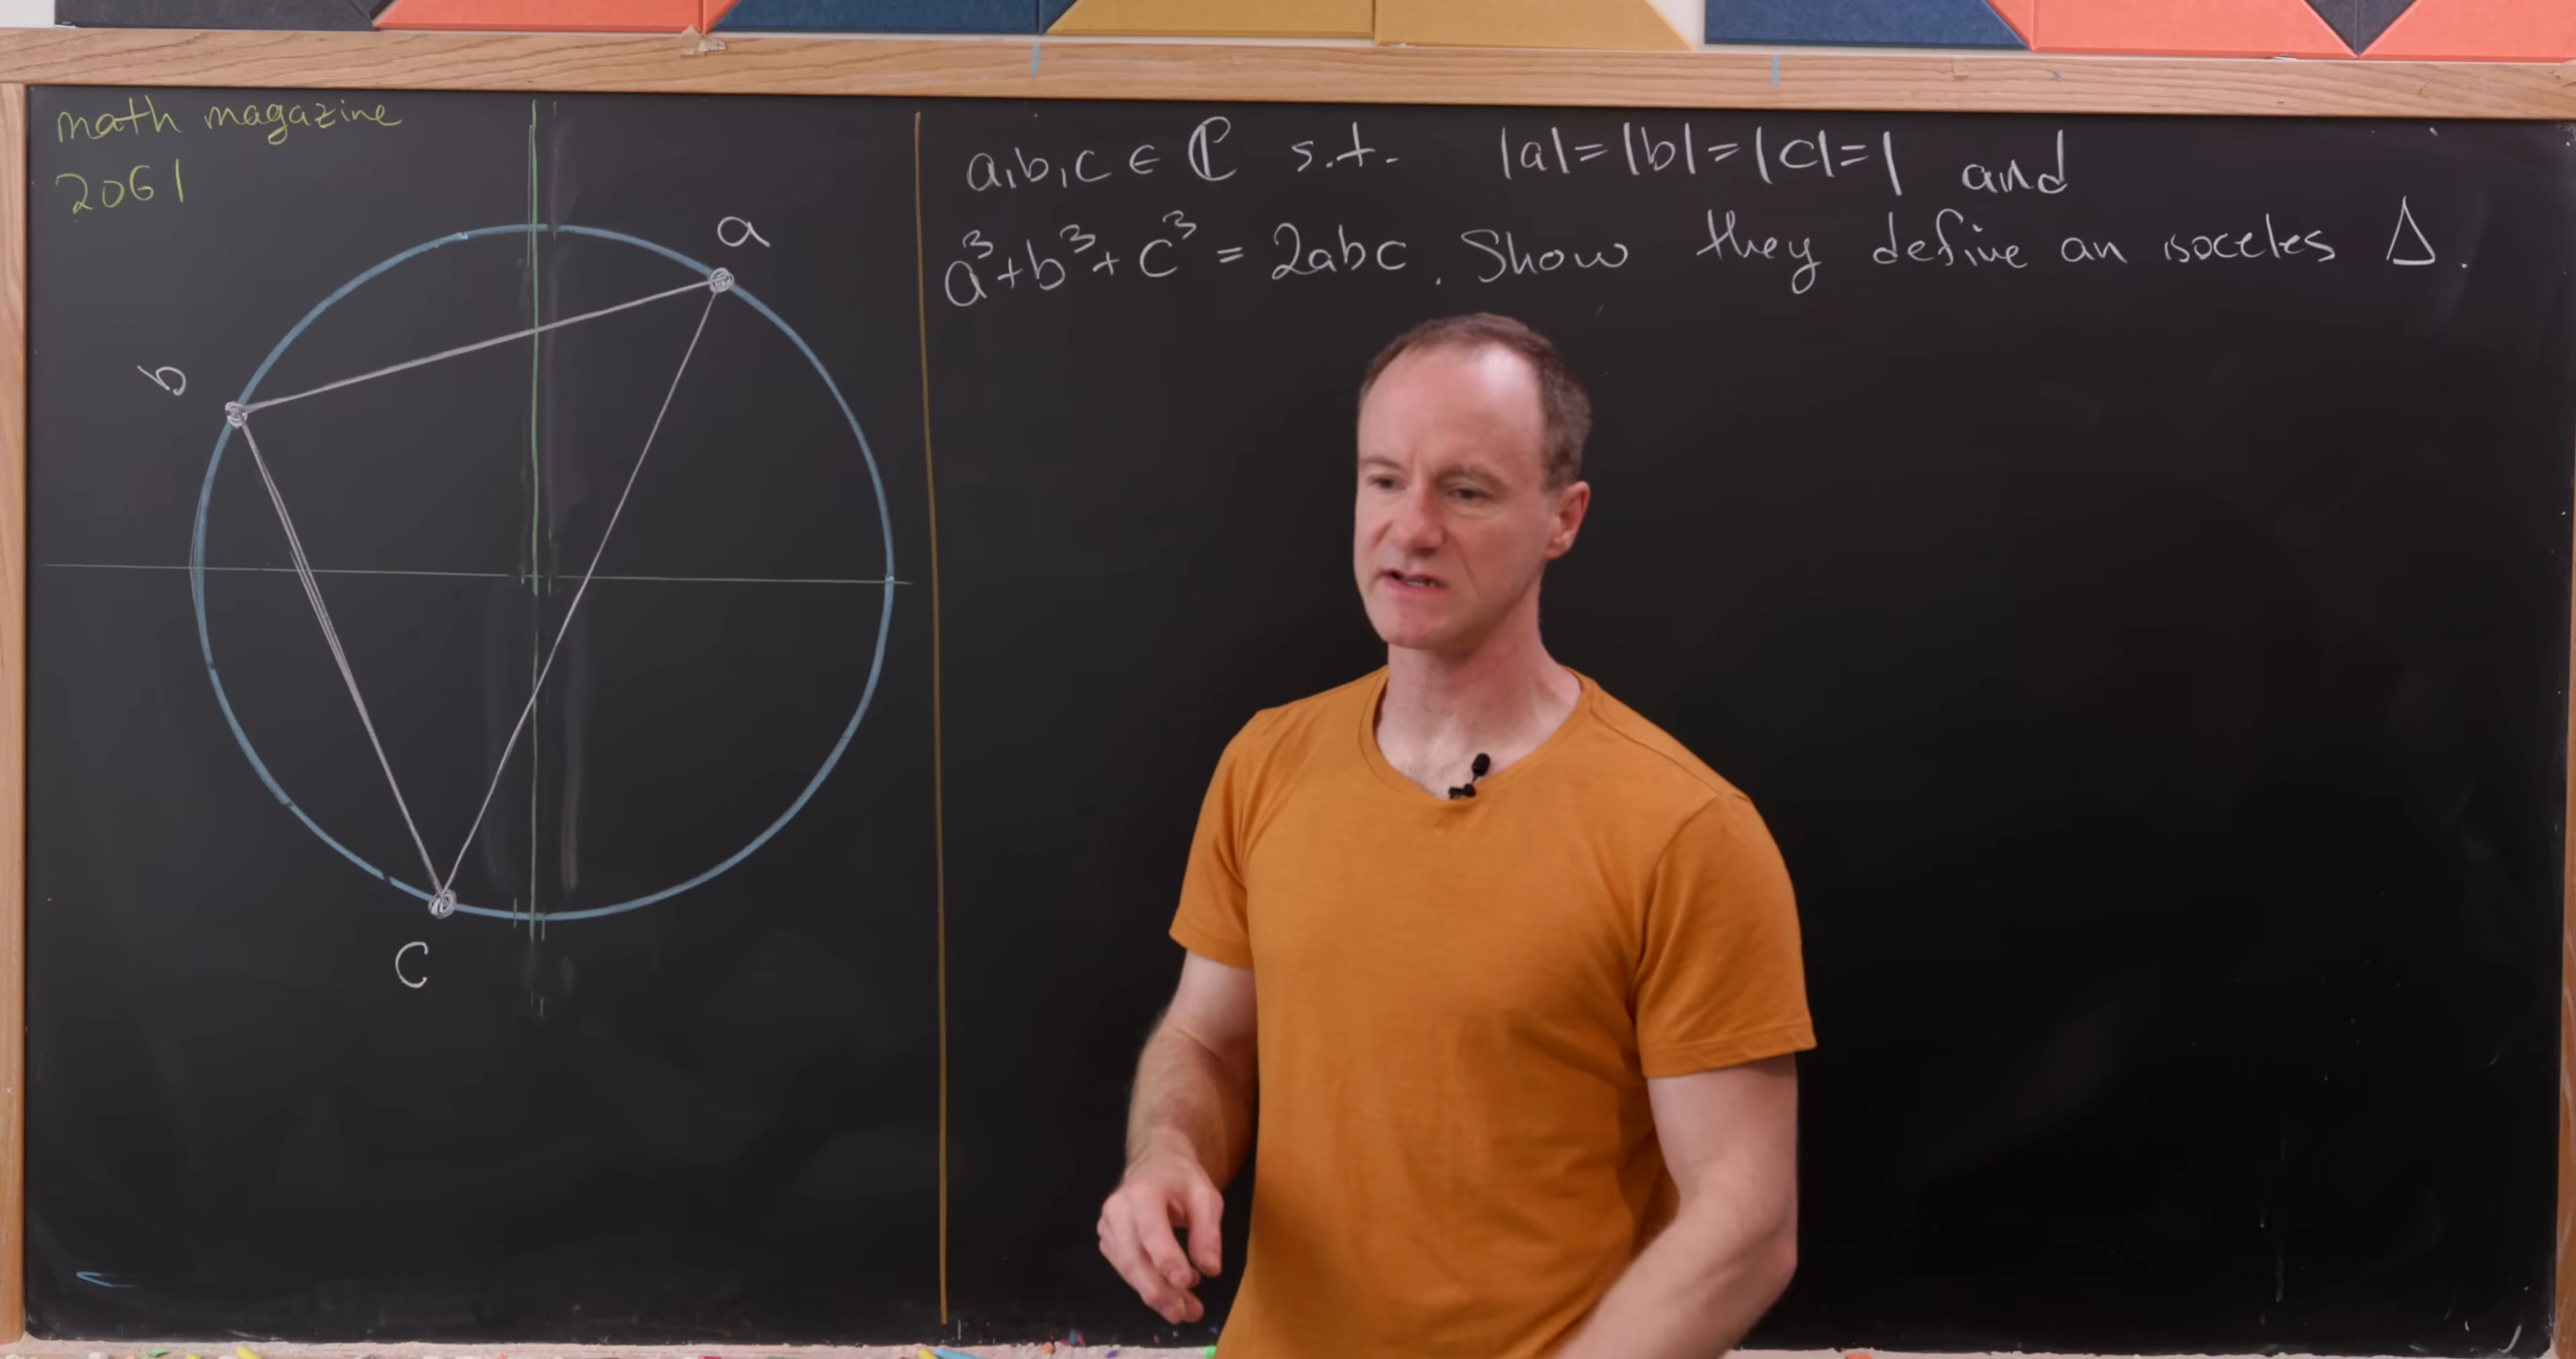 math magazine
2061
a
b
c
a,b,c ∈ ℂ s.t. |a|=|b|=|c|=1 and
a³+b³+c³ = 2abc. Show they define an isoceles Δ.